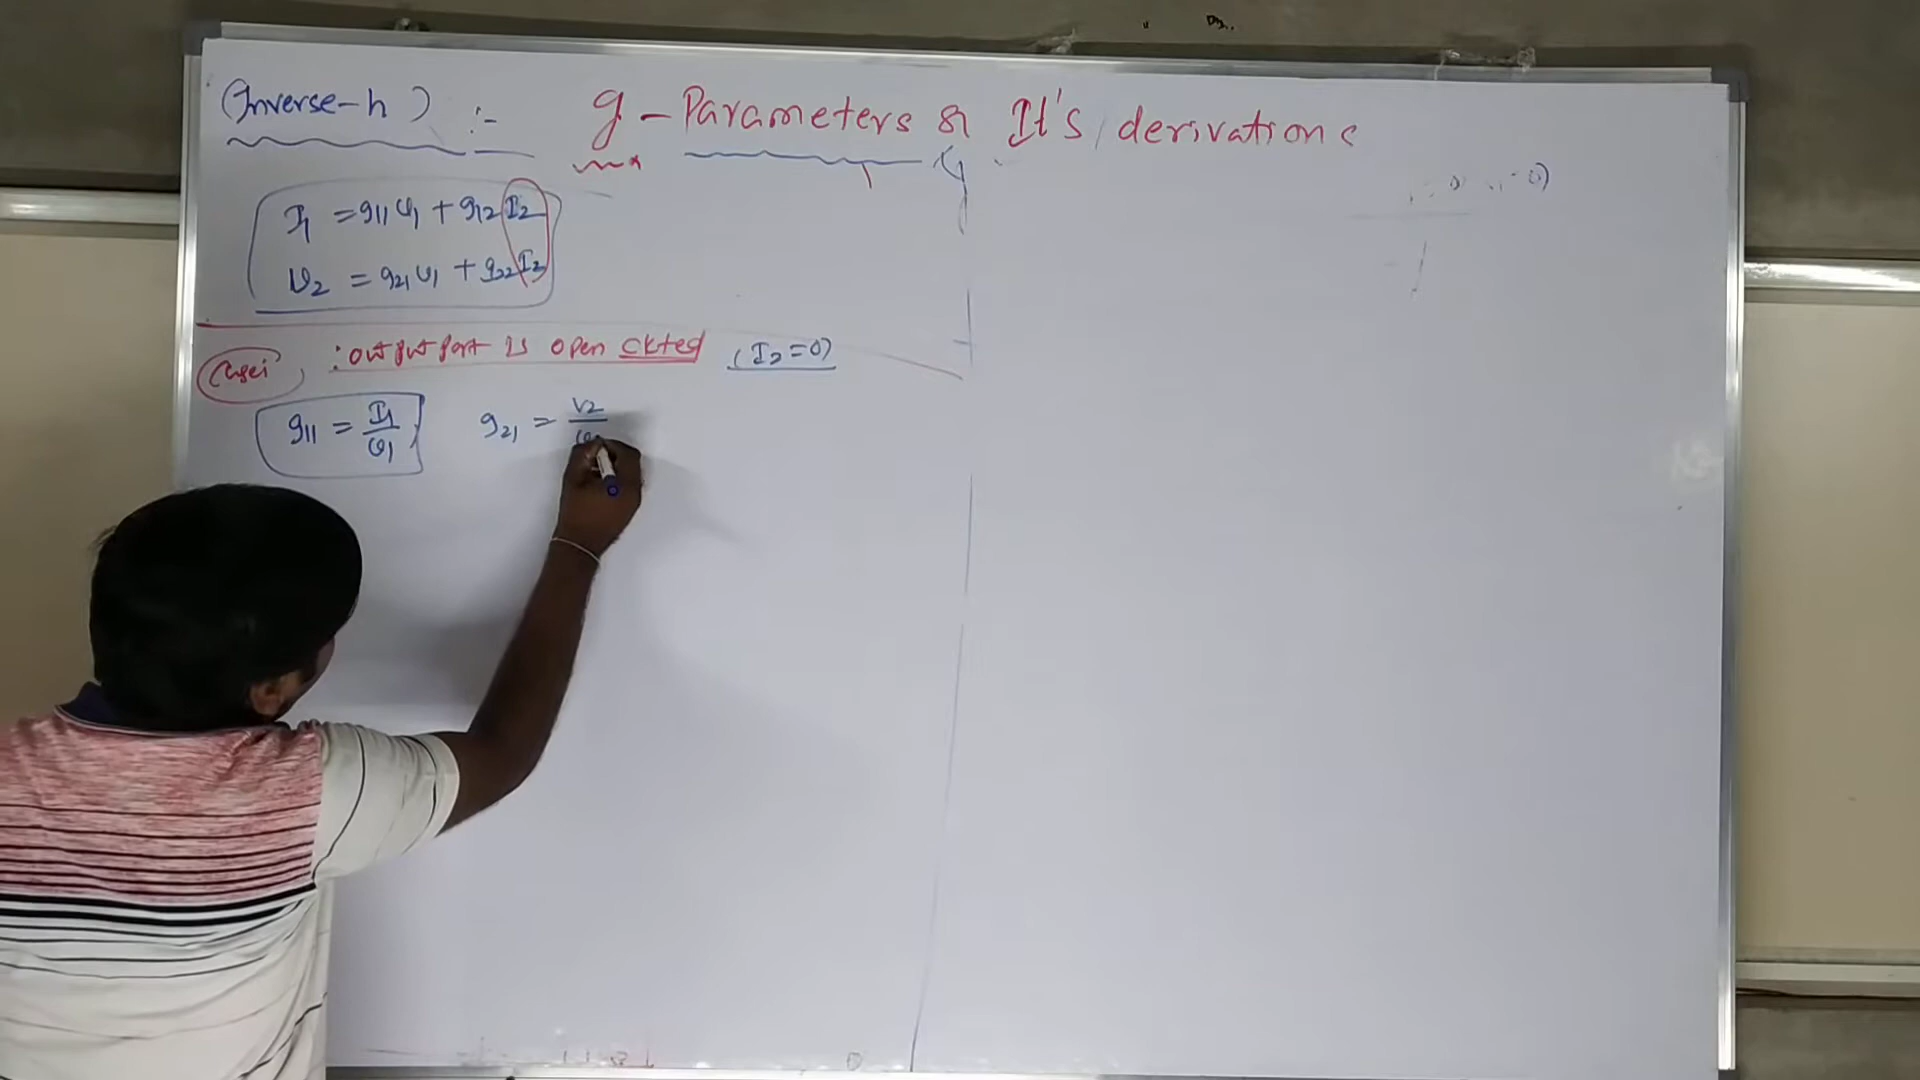 (Inverse-h) :- g-Parameters & It's derivations
I1 = g11 V1 + g12 I2
V2 = g21 V1 + g22 I2
Case i : output port is open ckted (I2=0)
g11 = I1/V1 g21 = V2/V1